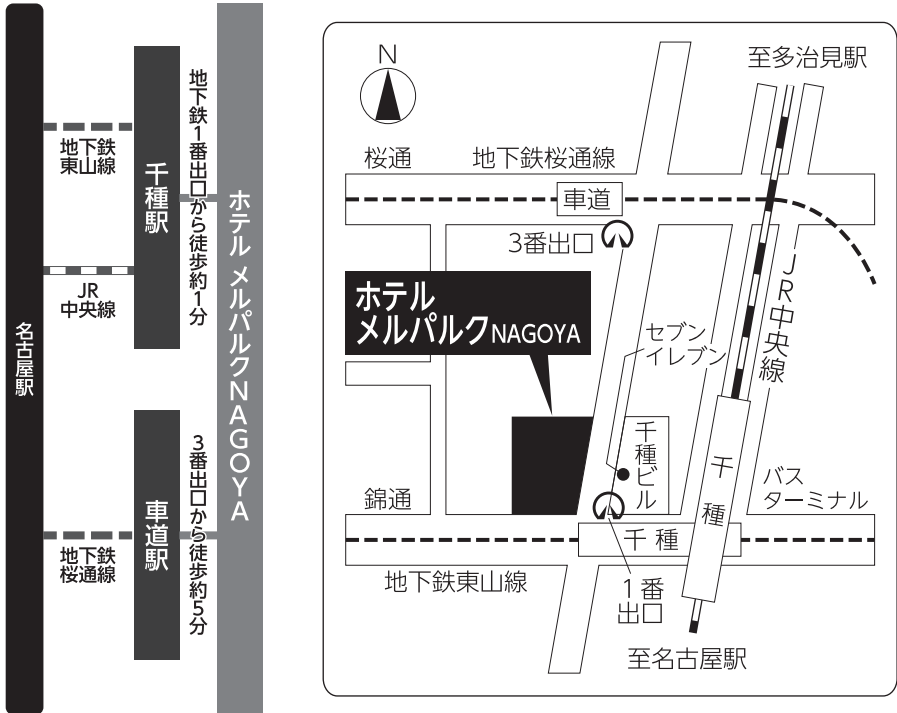 名古屋駅
地下鉄
東山線
JR
中央線
千種駅
地下鉄1番出口から徒歩約1分
地下鉄
桜通線
車道駅
3番出口から徒歩約5分
ホテル メルパルクNAGOYA
N
至多治見駅
桜通
地下鉄桜通線
車道
3番出口
ホテル
メルパルクNAGOYA
セブン
イレブン
JR中央線
千種ビル
千種
バス
ターミナル
錦通
千種
地下鉄東山線
1番
出口
至名古屋駅